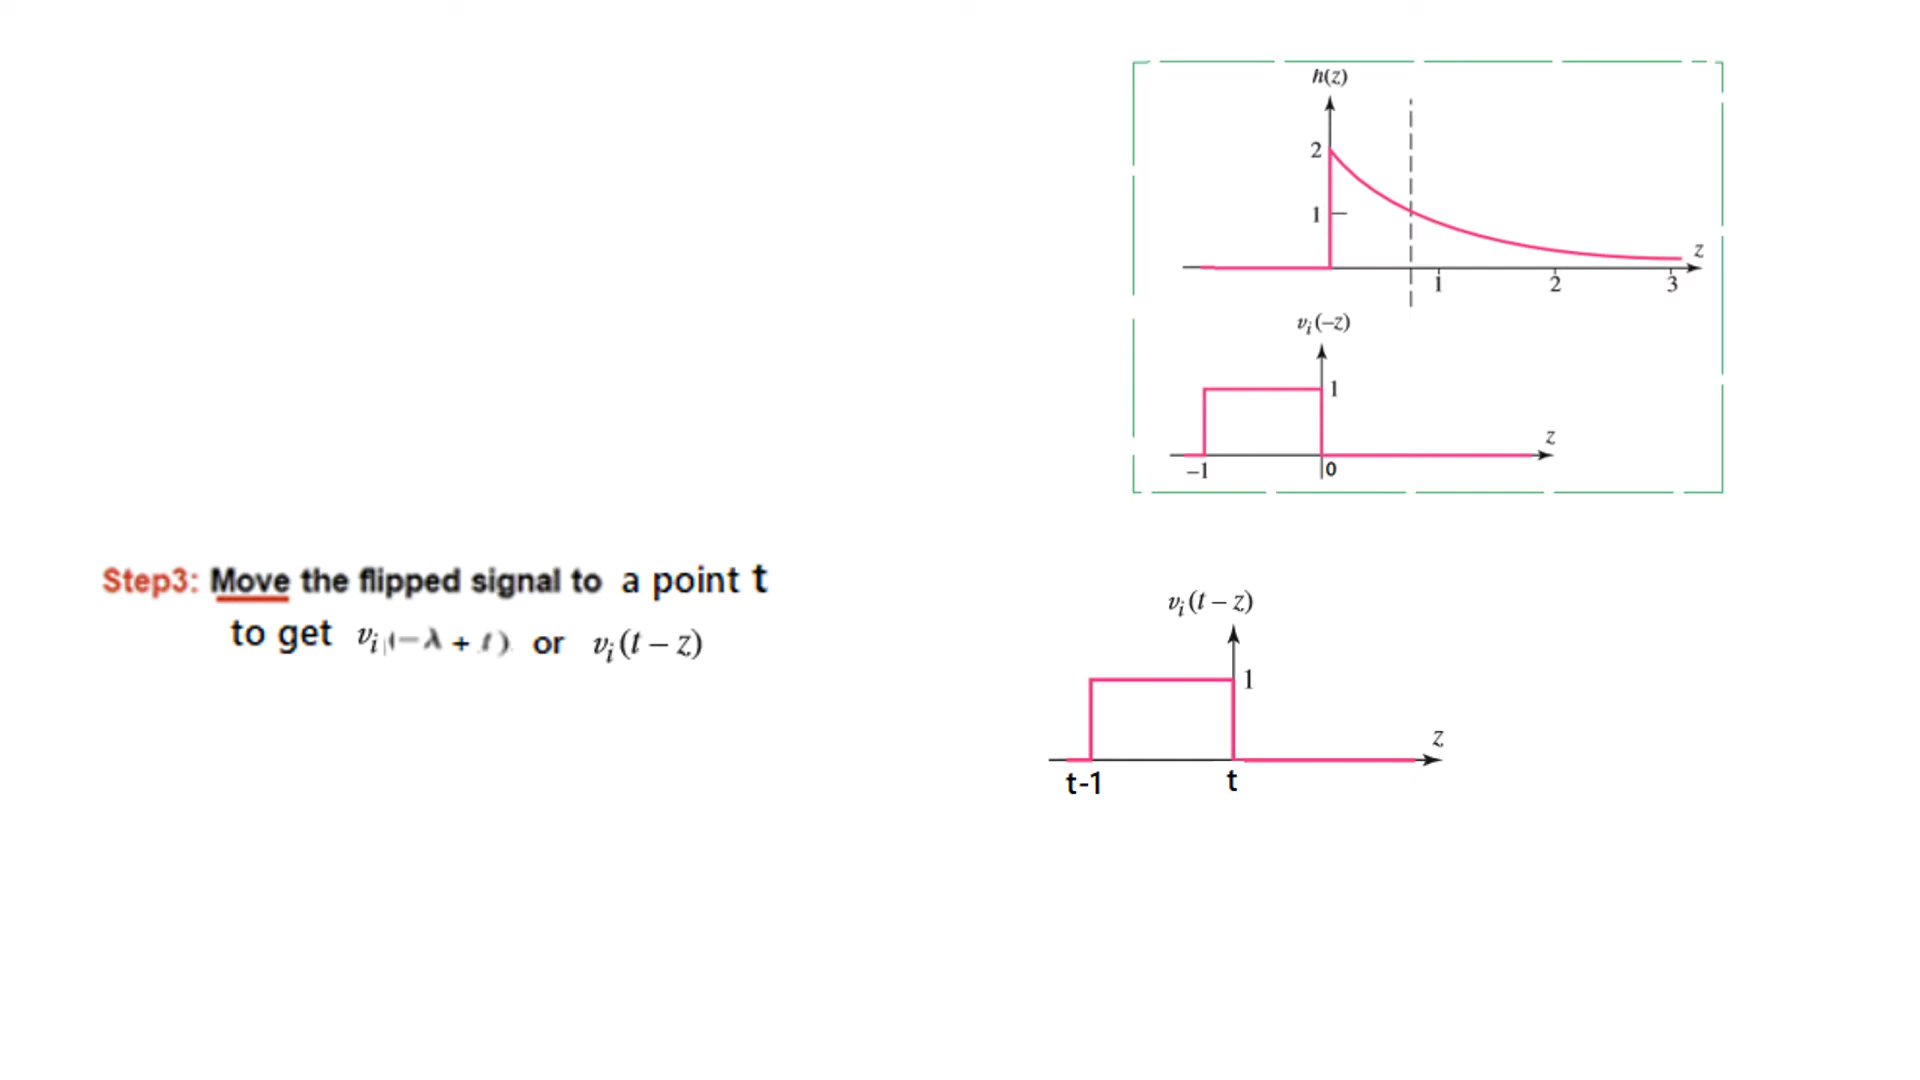 h(z)
2
1
z
1 2 3
vᵢ(−z)
1
z
−1 0
Step3: Move the flipped signal to a point t
to get vᵢ(−λ + t) or vᵢ(t − z)
vᵢ(t − z)
1
z
t-1 t